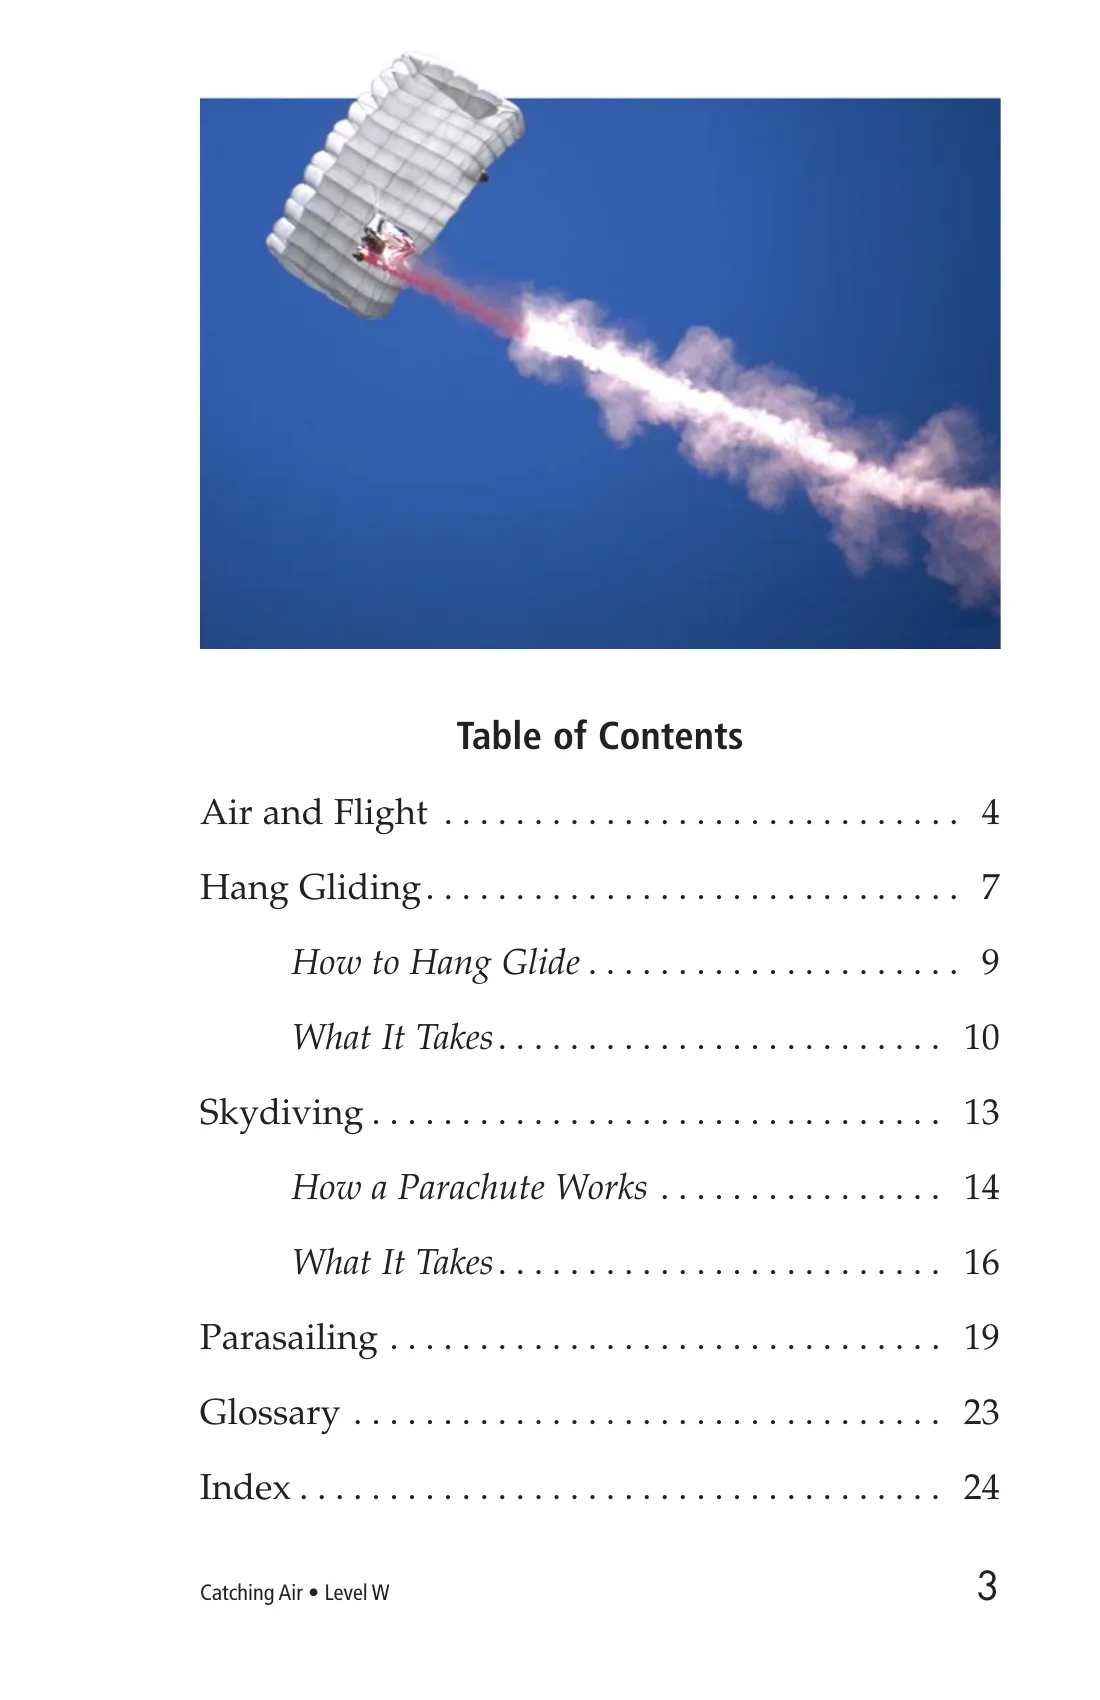 Table of Contents
Air and Flight . . . . . . . . . . . . . . . . . . . . . . . . . . . . . 4
Hang Gliding. . . . . . . . . . . . . . . . . . . . . . . . . . . . . . 7
How to Hang Glide . . . . . . . . . . . . . . . . . . . . . 9
What It Takes. . . . . . . . . . . . . . . . . . . . . . . . . 10
Skydiving . . . . . . . . . . . . . . . . . . . . . . . . . . . . . . . . 13
How a Parachute Works . . . . . . . . . . . . . . . . 14
What It Takes. . . . . . . . . . . . . . . . . . . . . . . . . 16
Parasailing . . . . . . . . . . . . . . . . . . . . . . . . . . . . . . . 19
Glossary . . . . . . . . . . . . . . . . . . . . . . . . . . . . . . . . . 23
Index . . . . . . . . . . . . . . . . . . . . . . . . . . . . . . . . . . . . 24
Catching Air • Level W 3